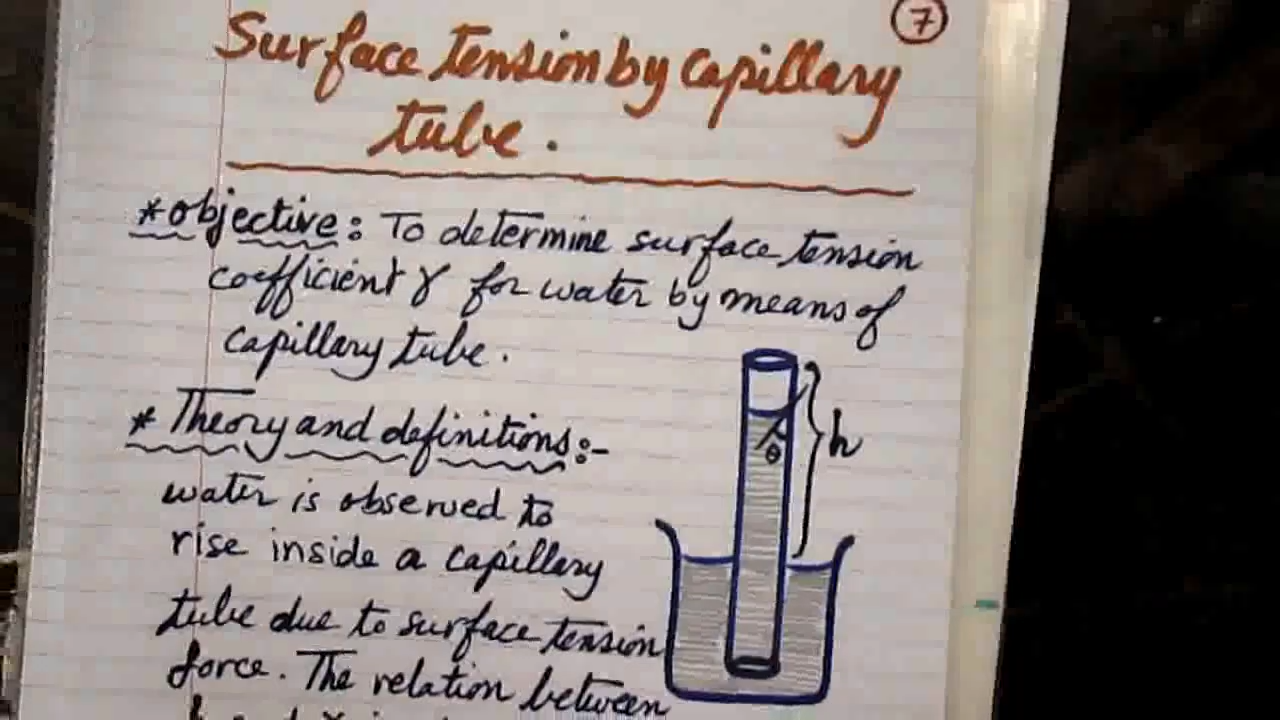 7
Surface tension by capillary
tube.
*objective: To determine surface tension
coefficient γ for water by means of
capillary tube.
* Theory and definitions:-
water is observed to
rise inside a capillary
tube due to surface tension
force. The relation between
h
θ